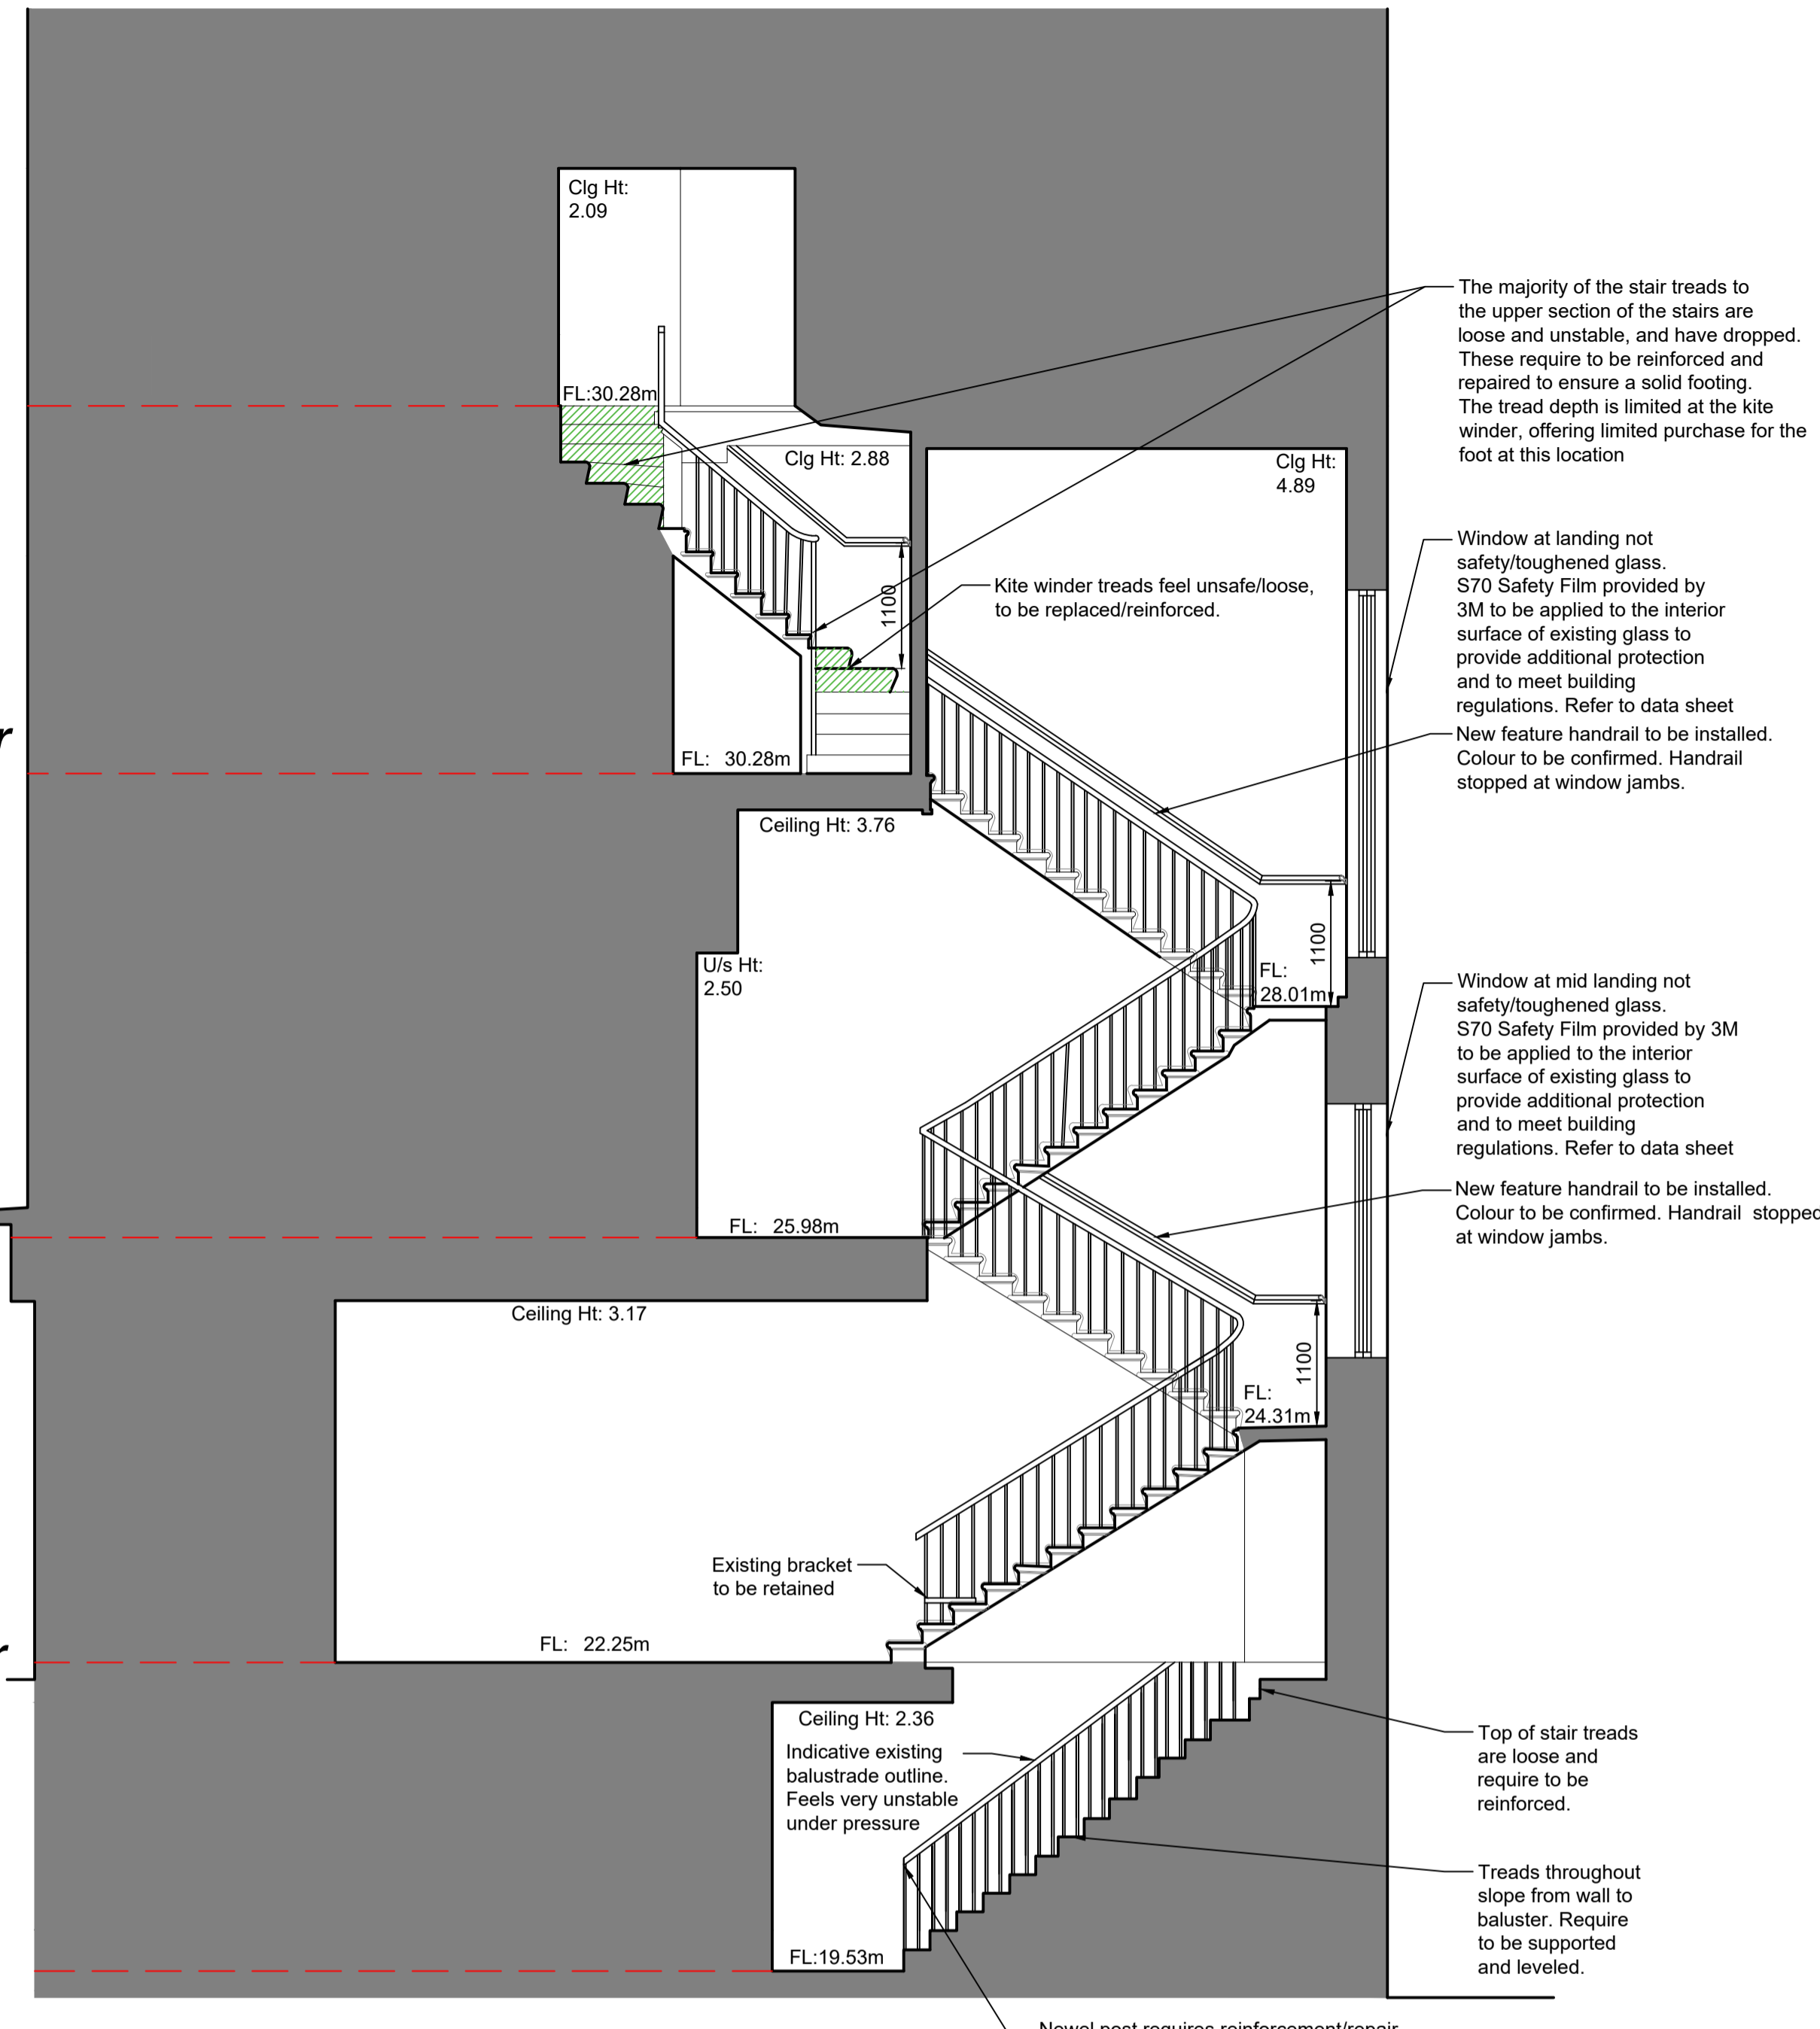 Clg Ht:
2.09
FL:30.28m
Clg Ht: 2.88
Clg Ht:
4.89
1100
Kite winder treads feel unsafe/loose,
to be replaced/reinforced.
FL: 30.28m
Ceiling Ht: 3.76
U/s Ht:
2.50
FL:
28.01m
1100
FL: 25.98m
Ceiling Ht: 3.17
1100
FL:
24.31m
Existing bracket
to be retained
FL: 22.25m
Ceiling Ht: 2.36
Indicative existing
balustrade outline.
Feels very unstable
under pressure
FL:19.53m
The majority of the stair treads to
the upper section of the stairs are
loose and unstable, and have dropped.
These require to be reinforced and
repaired to ensure a solid footing.
The tread depth is limited at the kite
winder, offering limited purchase for the
foot at this location
Window at landing not
safety/toughened glass.
S70 Safety Film provided by
3M to be applied to the interior
surface of existing glass to
provide additional protection
and to meet building
regulations. Refer to data sheet
New feature handrail to be installed.
Colour to be confirmed. Handrail
stopped at window jambs.
Window at mid landing not
safety/toughened glass.
S70 Safety Film provided by 3M
to be applied to the interior
surface of existing glass to
provide additional protection
and to meet building
regulations. Refer to data sheet
New feature handrail to be installed.
Colour to be confirmed. Handrail stopped
at window jambs.
Top of stair treads
are loose and
require to be
reinforced.
Treads throughout
slope from wall to
baluster. Require
to be supported
and leveled.
Newel post requires reinforcement/repair
r
r